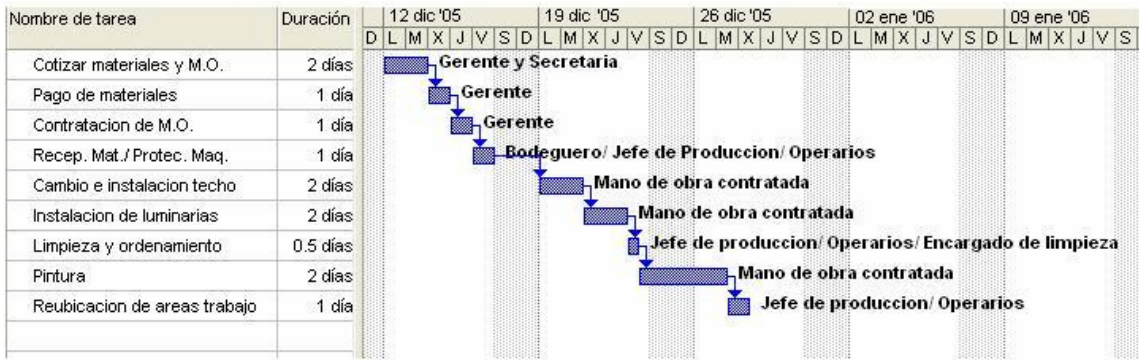 Nombre de tarea Duración 12 dic '05 19 dic '05 26 dic '05 02 ene '06 09 ene '06
D L M X J V S D L M X J V S D L M X J V S D L M X J V S D L M X J V S
Cotizar materiales y M.O. 2 días Gerente y Secretaria
Pago de materiales 1 día Gerente
Contratacion de M.O. 1 día Gerente
Recep. Mat./ Protec. Maq. 1 día Bodeguero/ Jefe de Produccion/ Operarios
Cambio e instalacion techo 2 días Mano de obra contratada
Instalacion de luminarias 2 días Mano de obra contratada
Limpieza y ordenamiento 0.5 días Jefe de produccion/ Operarios/ Encargado de limpieza
Pintura 2 días Mano de obra contratada
Reubicacion de areas trabajo 1 día Jefe de produccion/ Operarios